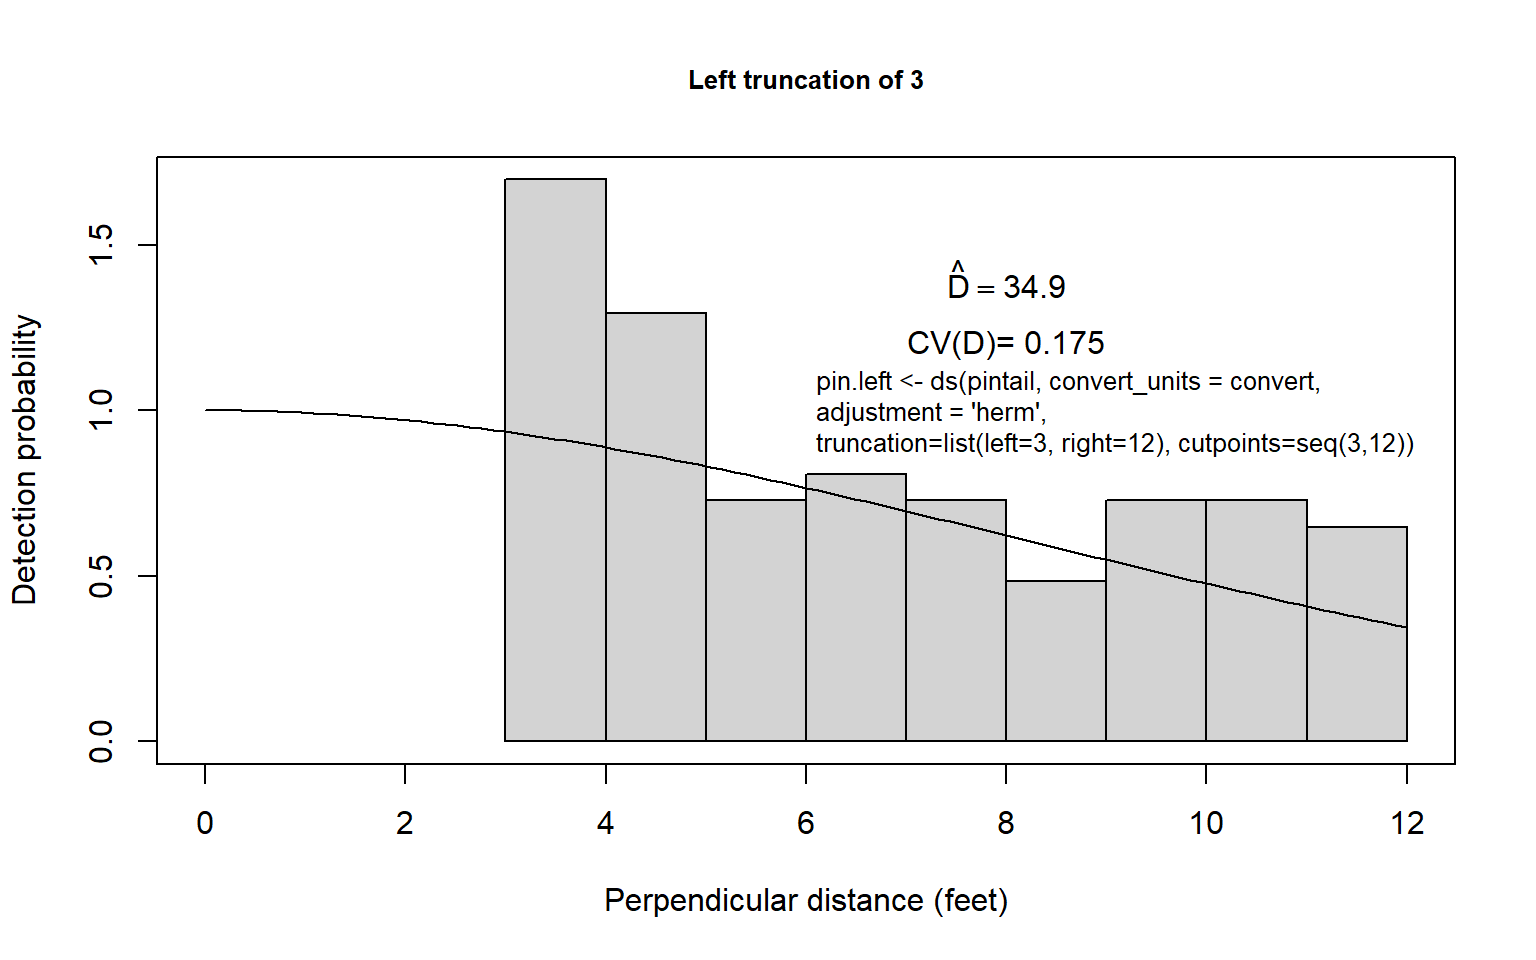 Left truncation of 3
D̂ = 34.9
CV(D)= 0.175
pin.left <- ds(pintail, convert_units = convert,
adjustment = 'herm',
truncation=list(left=3, right=12), cutpoints=seq(3,12))
Detection probability
1.5
1.0
0.5
0.0
0 2 4 6 8 10 12
Perpendicular distance (feet)